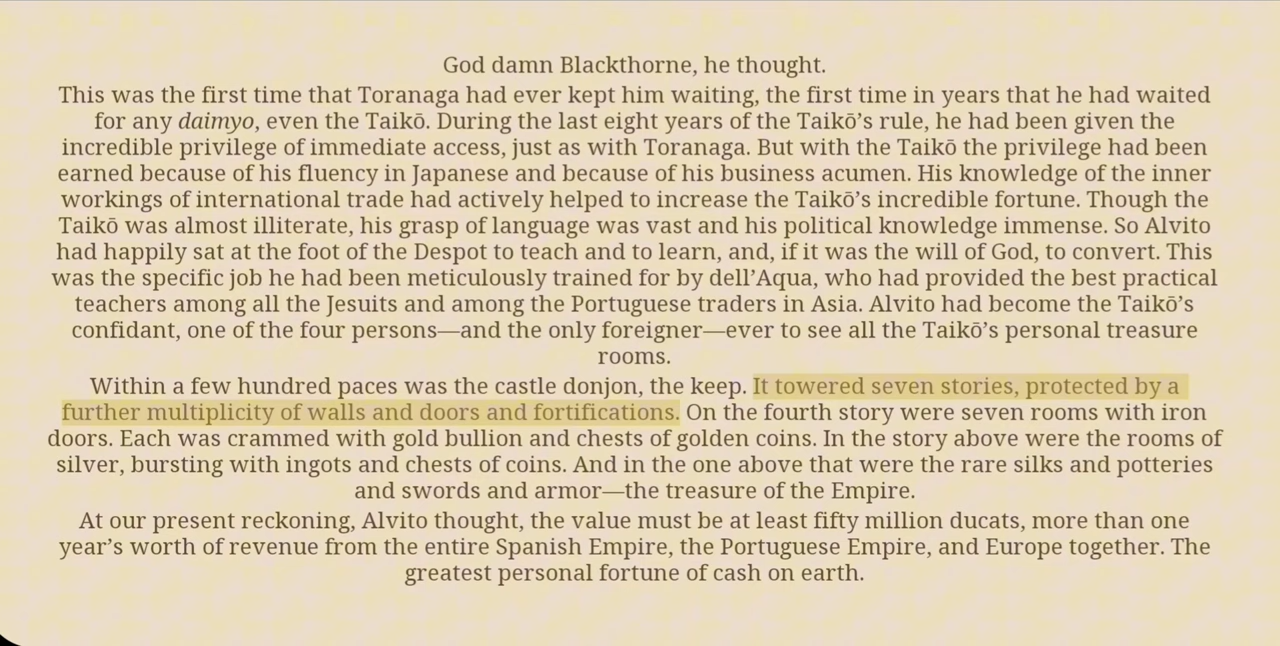 God damn Blackthorne, he thought.
This was the first time that Toranaga had ever kept him waiting, the first time in years that he had waited
for any daimyo, even the Taikō. During the last eight years of the Taikō’s rule, he had been given the
incredible privilege of immediate access, just as with Toranaga. But with the Taikō the privilege had been
earned because of his fluency in Japanese and because of his business acumen. His knowledge of the inner
workings of international trade had actively helped to increase the Taikō’s incredible fortune. Though the
Taikō was almost illiterate, his grasp of language was vast and his political knowledge immense. So Alvito
had happily sat at the foot of the Despot to teach and to learn, and, if it was the will of God, to convert. This
was the specific job he had been meticulously trained for by dell’Aqua, who had provided the best practical
teachers among all the Jesuits and among the Portuguese traders in Asia. Alvito had become the Taikō’s
confidant, one of the four persons—and the only foreigner—ever to see all the Taikō’s personal treasure
rooms.
Within a few hundred paces was the castle donjon, the keep. It towered seven stories, protected by a
further multiplicity of walls and doors and fortifications. On the fourth story were seven rooms with iron
doors. Each was crammed with gold bullion and chests of golden coins. In the story above were the rooms of
silver, bursting with ingots and chests of coins. And in the one above that were the rare silks and potteries
and swords and armor—the treasure of the Empire.
At our present reckoning, Alvito thought, the value must be at least fifty million ducats, more than one
year’s worth of revenue from the entire Spanish Empire, the Portuguese Empire, and Europe together. The
greatest personal fortune of cash on earth.